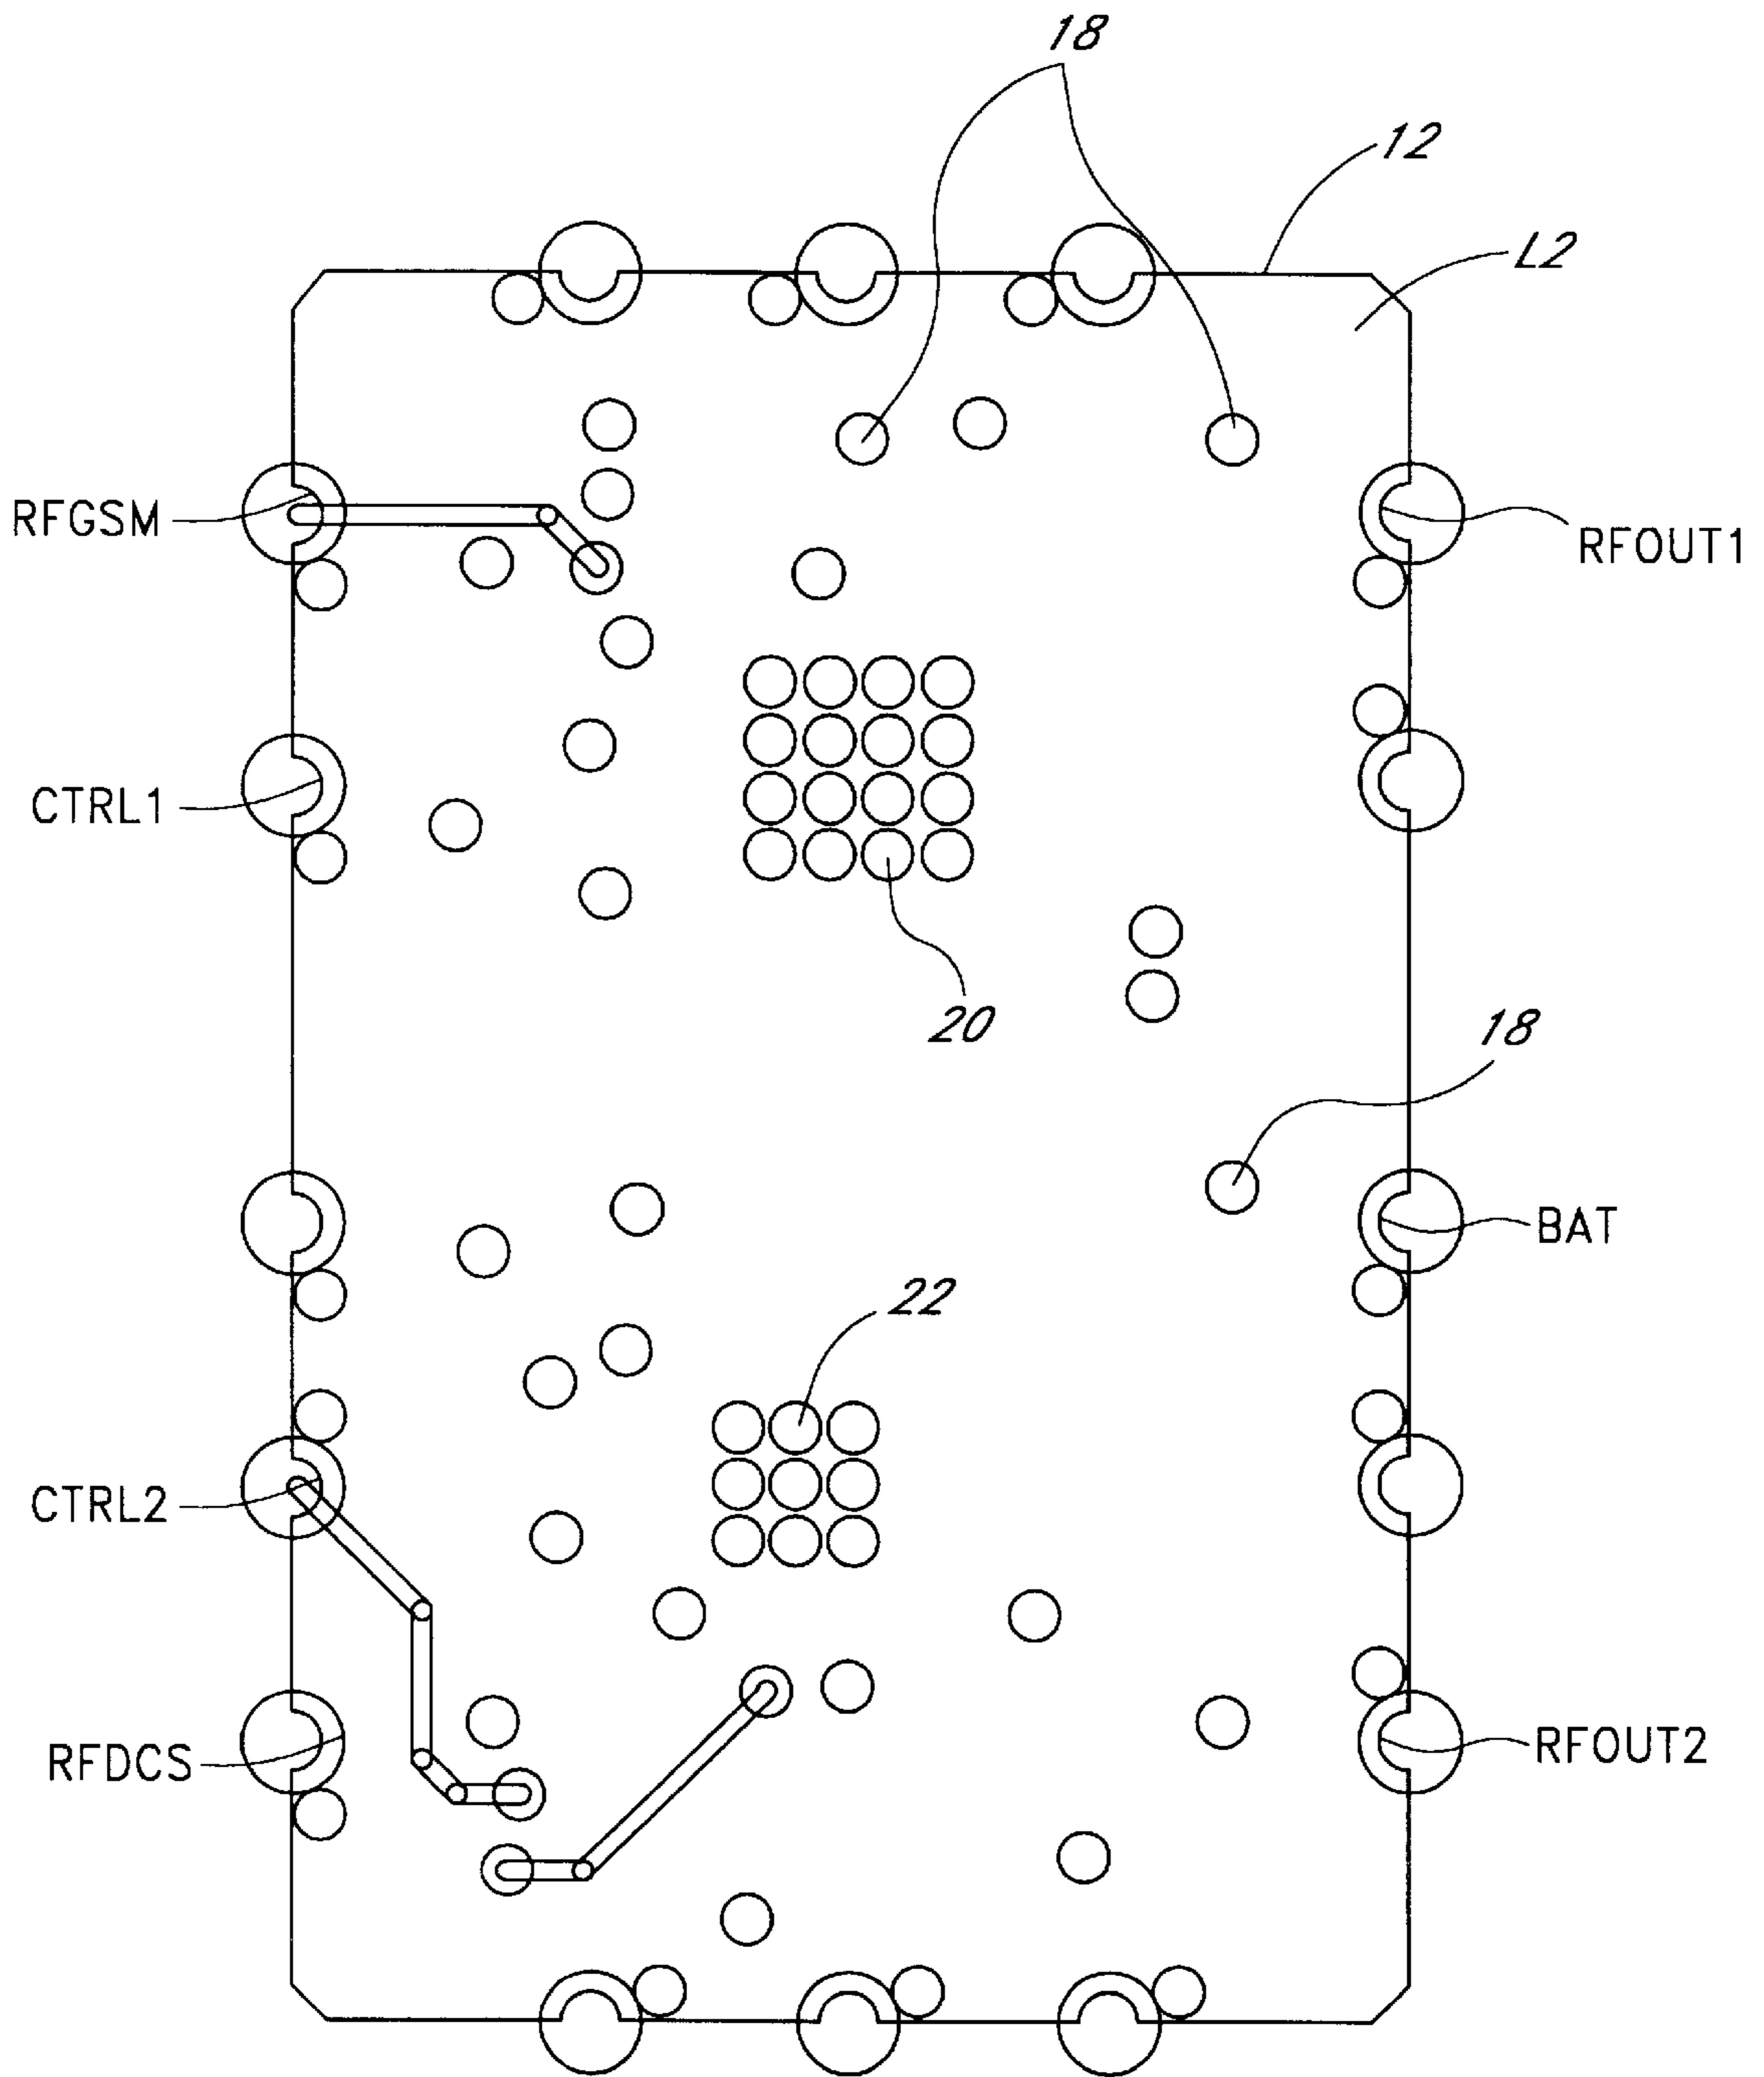 18
12
L2
RFGSM
RFOUT1
CTRL1
20
18
BAT
22
CTRL2
RFDCS
RFOUT2